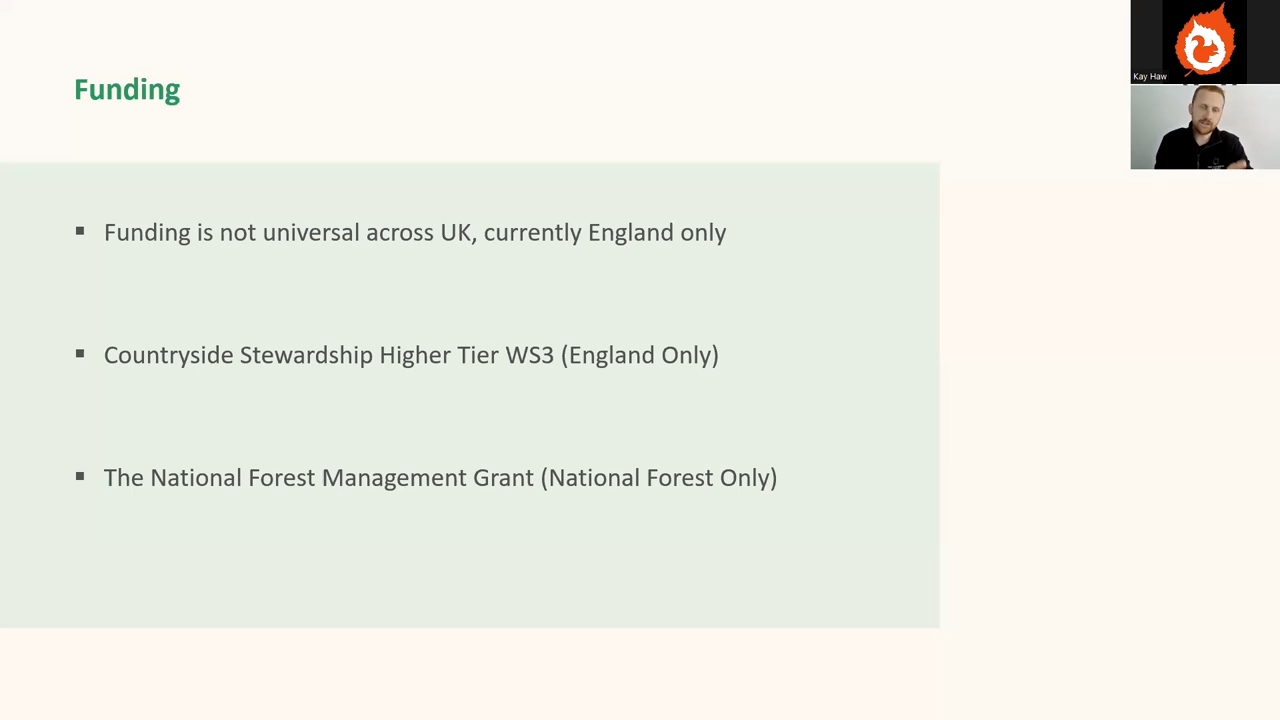 Funding
▪ Funding is not universal across UK, currently England only
▪ Countryside Stewardship Higher Tier WS3 (England Only)
▪ The National Forest Management Grant (National Forest Only)
Kay Haw